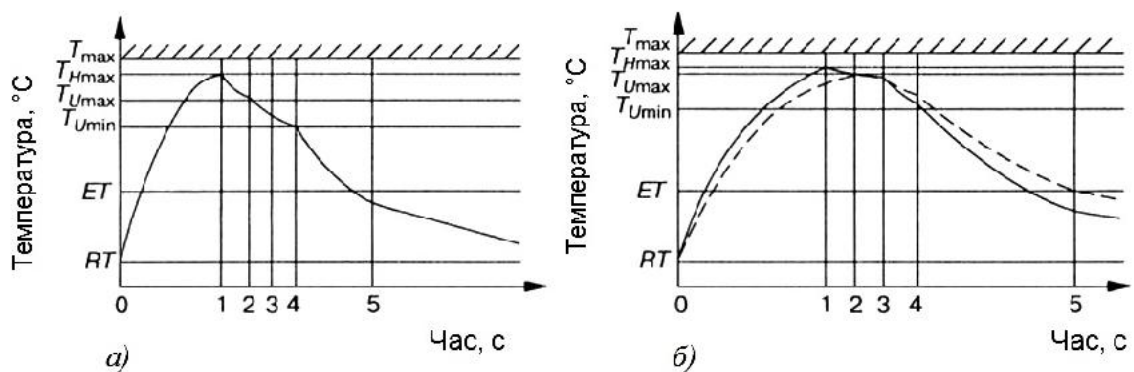 Температура, °C
T_max
T_Hmax
T_Umax
T_Umin
ET
RT
0 1 2 3 4 5
Час, с
а)
Температура, °C
T_max
T_Hmax
T_Umax
T_Umin
ET
RT
0 1 2 3 4 5
Час, с
б)